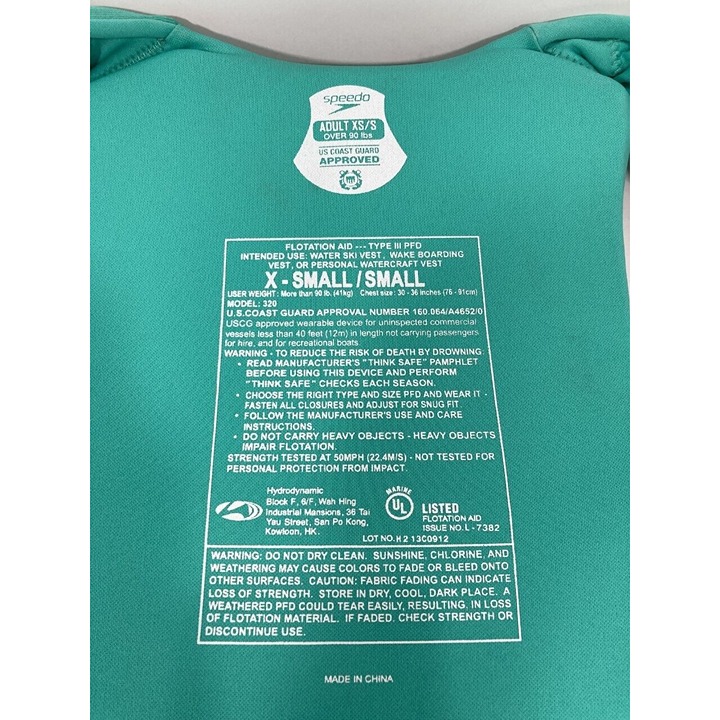 speedo
ADULT XS/S
OVER 90 lbs
US COAST GUARD
APPROVED
FLOTATION AID --- TYPE III PFD
INTENDED USE: WATER SKI VEST, WAKE BOARDING
VEST, OR PERSONAL WATERCRAFT VEST
X - SMALL / SMALL
USER WEIGHT: More than 90 lb. (41kg) Chest size: 30 - 36 inches (76 - 91cm)
MODEL: 320
U.S.COAST GUARD APPROVAL NUMBER 160.064/A4652/0
USCG approved wearable device for uninspected commercial
vessels less than 40 feet (12m) in length not carrying passengers
for hire, and for recreational boats.
WARNING - TO REDUCE THE RISK OF DEATH BY DROWNING:
• READ MANUFACTURER'S "THINK SAFE" PAMPHLET
BEFORE USING THIS DEVICE AND PERFORM
"THINK SAFE" CHECKS EACH SEASON.
• CHOOSE THE RIGHT TYPE AND SIZE PFD AND WEAR IT -
FASTEN ALL CLOSURES AND ADJUST FOR SNUG FIT.
• FOLLOW THE MANUFACTURER'S USE AND CARE
INSTRUCTIONS.
• DO NOT CARRY HEAVY OBJECTS - HEAVY OBJECTS
IMPAIR FLOTATION.
STRENGTH TESTED AT 50MPH (22.4M/S) - NOT TESTED FOR
PERSONAL PROTECTION FROM IMPACT.
Hydrodynamic
Block F, 6/F, Wah Hing
Industrial Mansions, 36 Tai
Yau Street, San Po Kong,
Kowloon, HK.
MARINE
UL
LISTED
FLOTATION AID
ISSUE NO. L - 7382
LOT NO. H2 13C0912
WARNING: DO NOT DRY CLEAN. SUNSHINE, CHLORINE, AND
WEATHERING MAY CAUSE COLORS TO FADE OR BLEED ONTO
OTHER SURFACES. CAUTION: FABRIC FADING CAN INDICATE
LOSS OF STRENGTH. STORE IN DRY, COOL, DARK PLACE. A
WEATHERED PFD COULD TEAR EASILY, RESULTING. IN LOSS
OF FLOTATION MATERIAL. IF FADED. CHECK STRENGTH OR
DISCONTINUE USE.
MADE IN CHINA